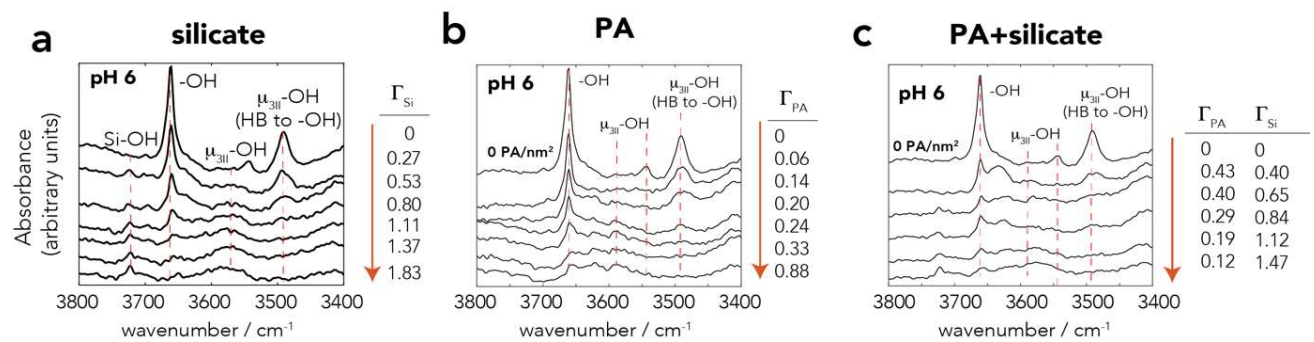 a silicate
pH 6
-OH
Si-OH
μ3II-OH
μ3II-OH
(HB to -OH)
ΓSi
0
0.27
0.53
0.80
1.11
1.37
1.83
Absorbance
(arbitrary units)
3800 3700 3600 3500 3400
wavenumber / cm-1
b PA
pH 6
-OH
μ3II-OH
μ3II-OH
(HB to -OH)
0 PA/nm²
ΓPA
0
0.06
0.14
0.20
0.24
0.33
0.88
3800 3700 3600 3500 3400
wavenumber / cm-1
c PA+silicate
pH 6
-OH
μ3II-OH
μ3II-OH
(HB to -OH)
0 PA/nm²
ΓPA ΓSi
0 0
0.43 0.40
0.40 0.65
0.29 0.84
0.19 1.12
0.12 1.47
3800 3700 3600 3500 3400
wavenumber / cm-1